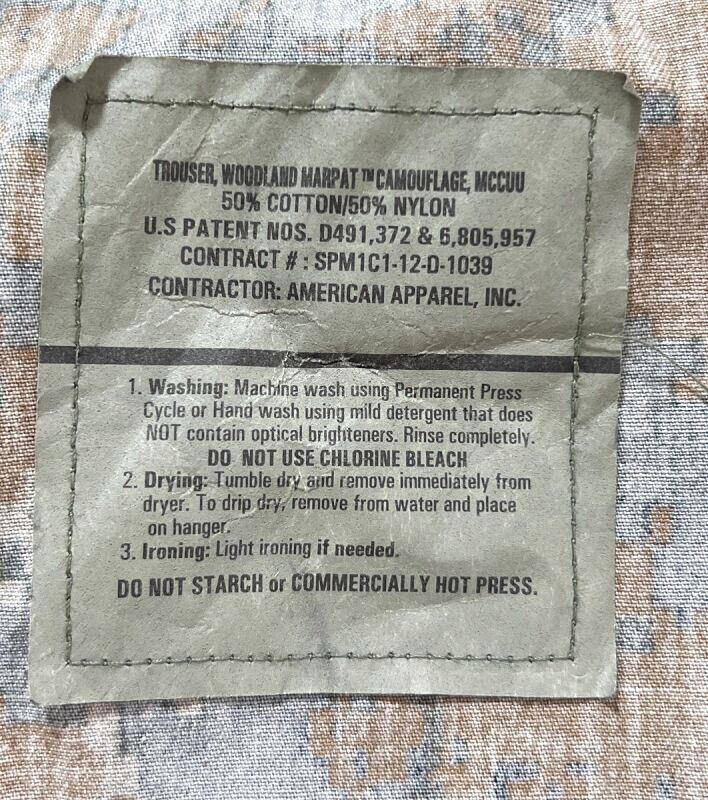 TROUSER, WOODLAND MARPAT™ CAMOUFLAGE, MCCUU
50% COTTON/50% NYLON
U.S PATENT NOS. D491,372 & 6,805,957
CONTRACT # : SPM1C1-12-D-1039
CONTRACTOR: AMERICAN APPAREL, INC.
1. Washing: Machine wash using Permanent Press
Cycle or Hand wash using mild detergent that does
NOT contain optical brighteners. Rinse completely.
DO NOT USE CHLORINE BLEACH
2. Drying: Tumble dry and remove immediately from
dryer. To drip dry, remove from water and place
on hanger.
3. Ironing: Light ironing if needed.
DO NOT STARCH or COMMERCIALLY HOT PRESS.